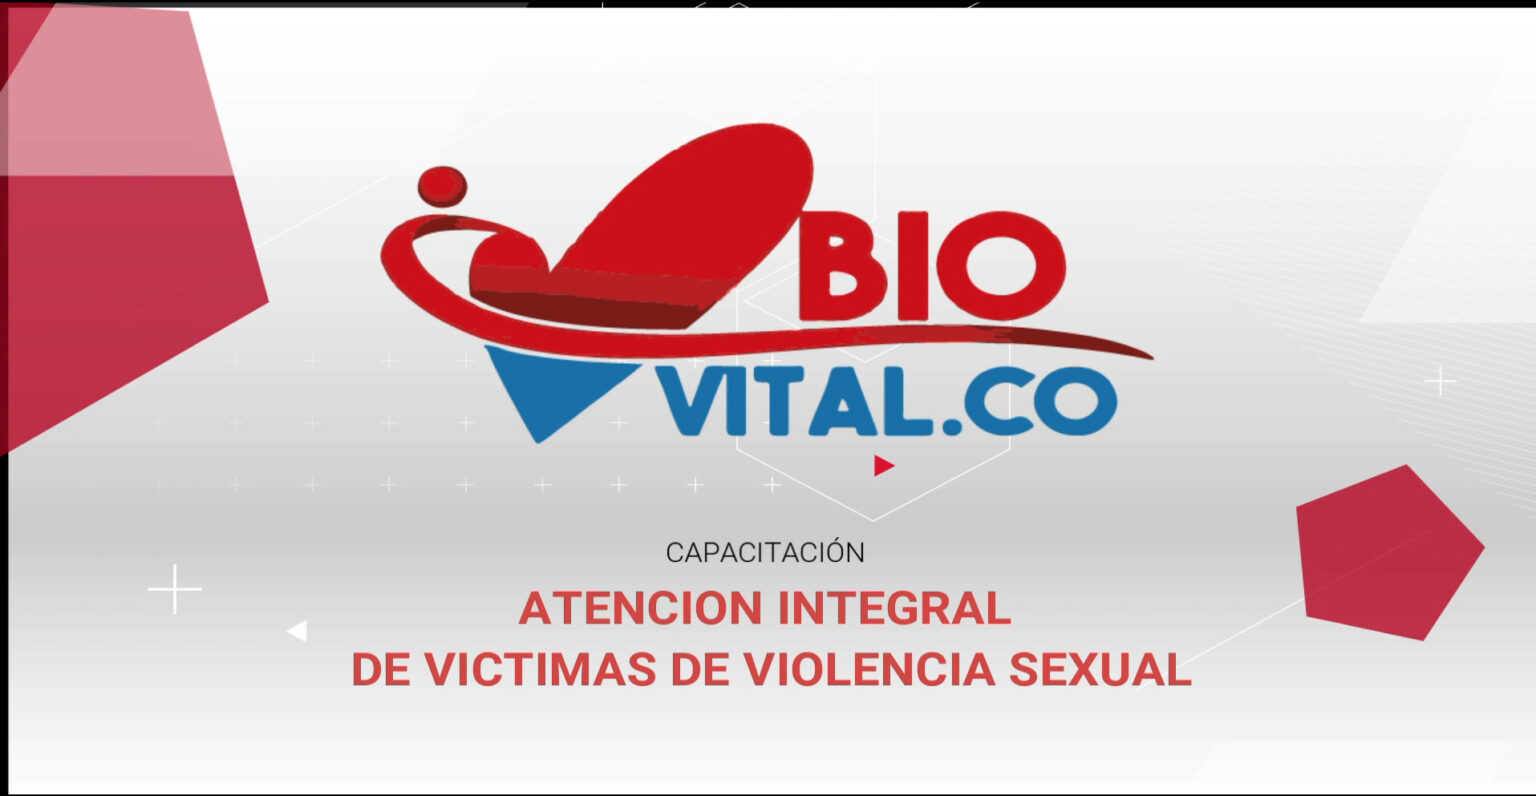 BIO
VITAL.CO
CAPACITACIÓN
ATENCION INTEGRAL
DE VICTIMAS DE VIOLENCIA SEXUAL